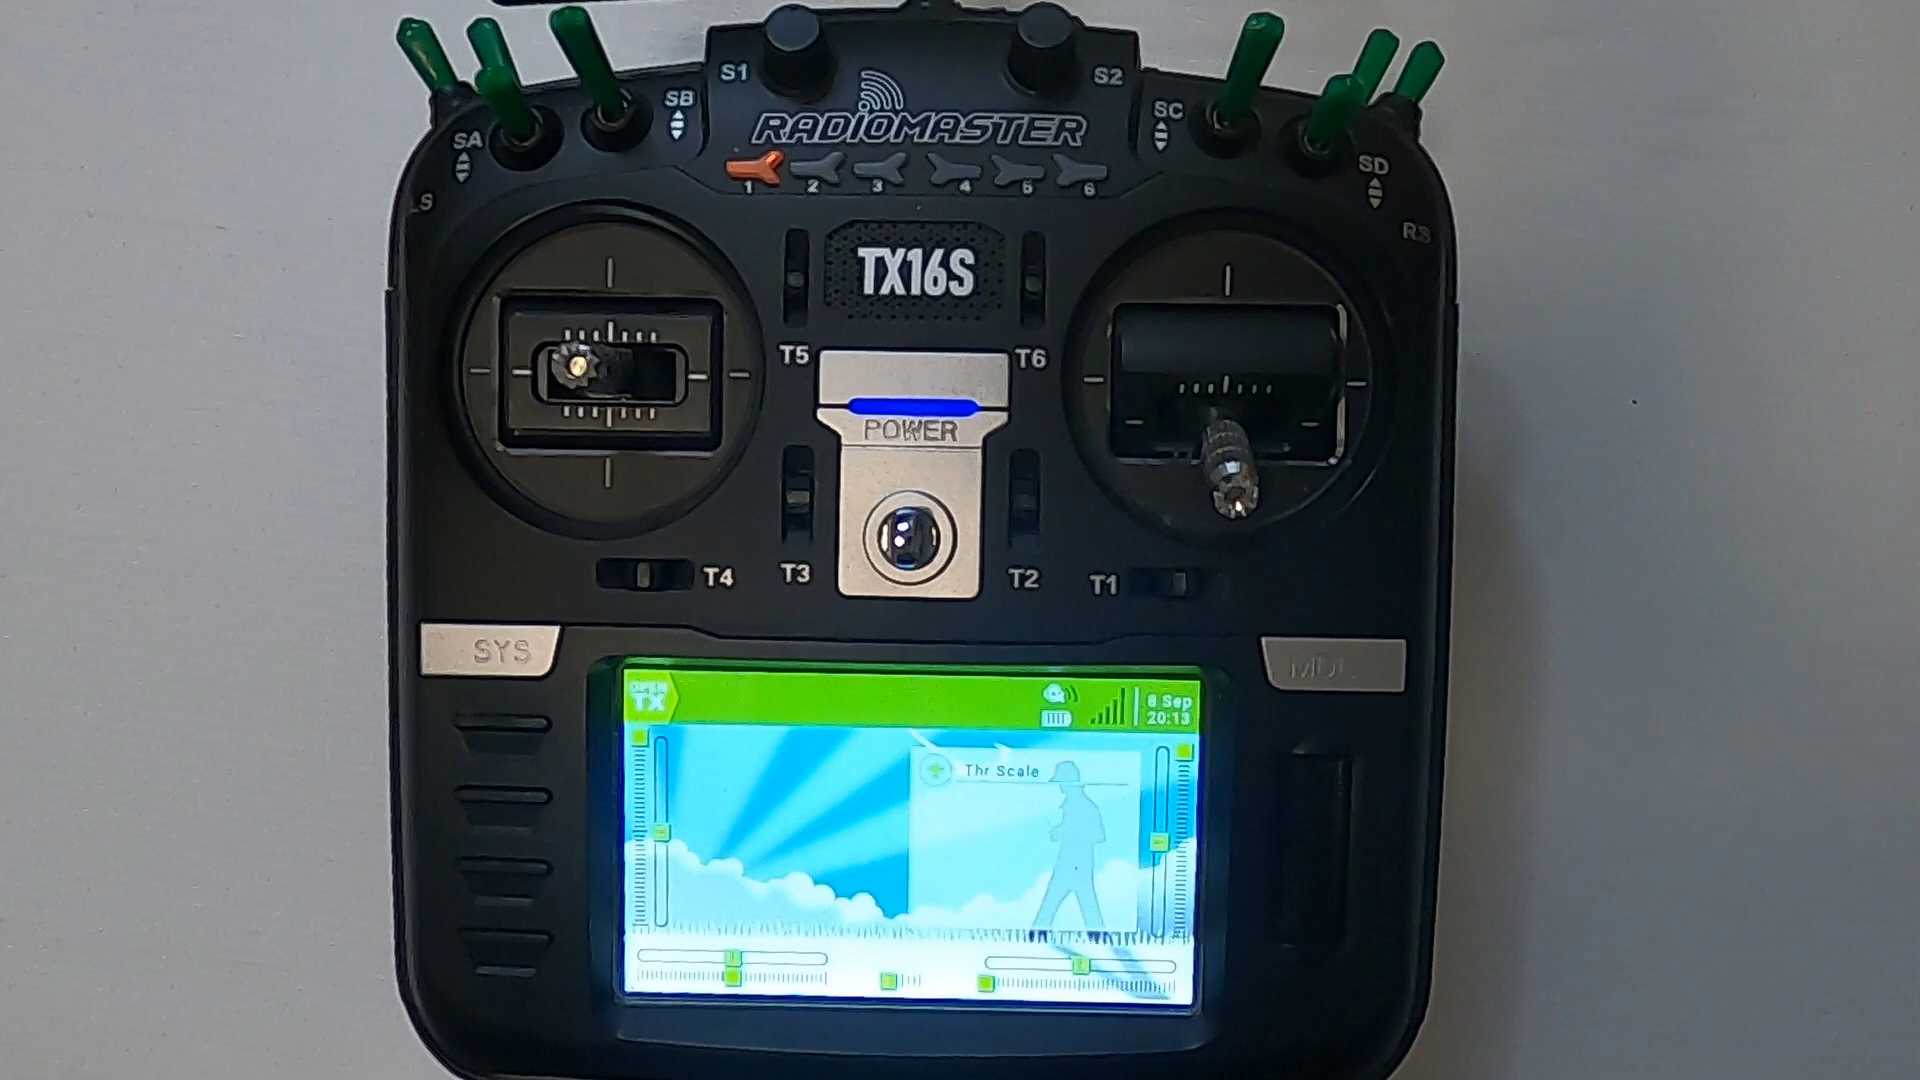 S1
S2
SB
SC
SA
SD
RADIOMASTER
1 2 3 4 5 6
LS
RS
TX16S
T5
T6
POWER
T4
T3
T2
T1
SYS
MDL
OPEN
TX
8 Sep
20:13
Thr Scale